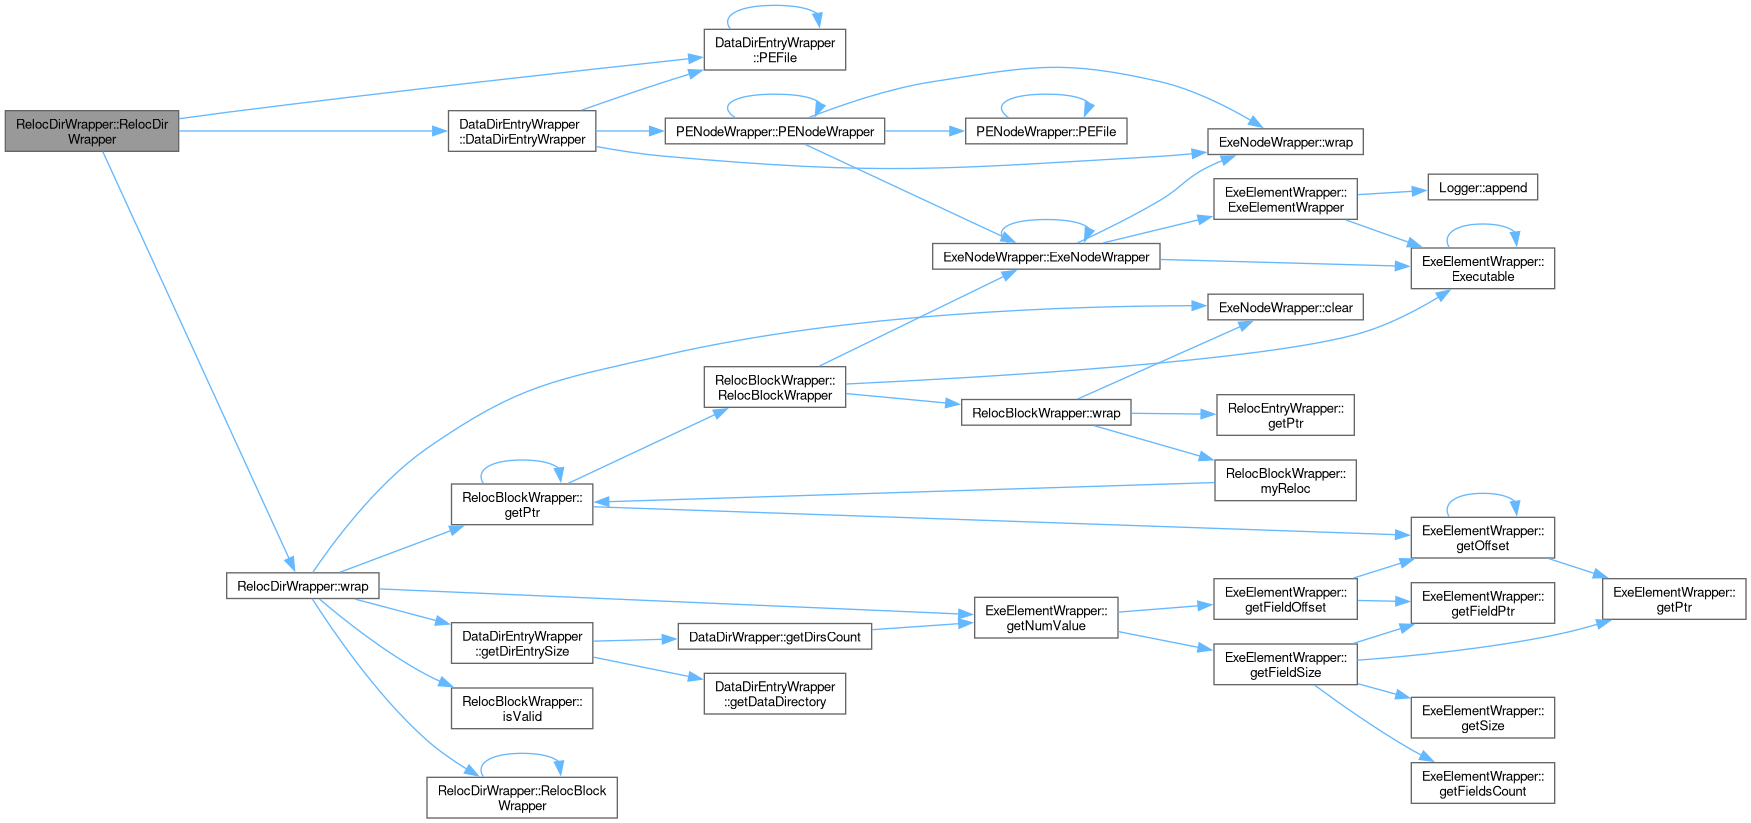 DataDirEntryWrapper
::PEFile
RelocDirWrapper::RelocDir
Wrapper
DataDirEntryWrapper
::DataDirEntryWrapper
PENodeWrapper::PENodeWrapper
PENodeWrapper::PEFile
ExeNodeWrapper::wrap
ExeElementWrapper::
ExeElementWrapper
Logger::append
ExeNodeWrapper::ExeNodeWrapper
ExeElementWrapper::
Executable
ExeNodeWrapper::clear
RelocBlockWrapper::
RelocBlockWrapper
RelocBlockWrapper::wrap
RelocEntryWrapper::
getPtr
RelocBlockWrapper::
myReloc
RelocBlockWrapper::
getPtr
ExeElementWrapper::
getOffset
RelocDirWrapper::wrap
ExeElementWrapper::
getNumValue
ExeElementWrapper::
getFieldOffset
ExeElementWrapper::
getFieldPtr
ExeElementWrapper::
getPtr
DataDirEntryWrapper
::getDirEntrySize
DataDirWrapper::getDirsCount
ExeElementWrapper::
getFieldSize
RelocBlockWrapper::
isValid
DataDirEntryWrapper
::getDataDirectory
ExeElementWrapper::
getSize
RelocDirWrapper::RelocBlock
Wrapper
ExeElementWrapper::
getFieldsCount